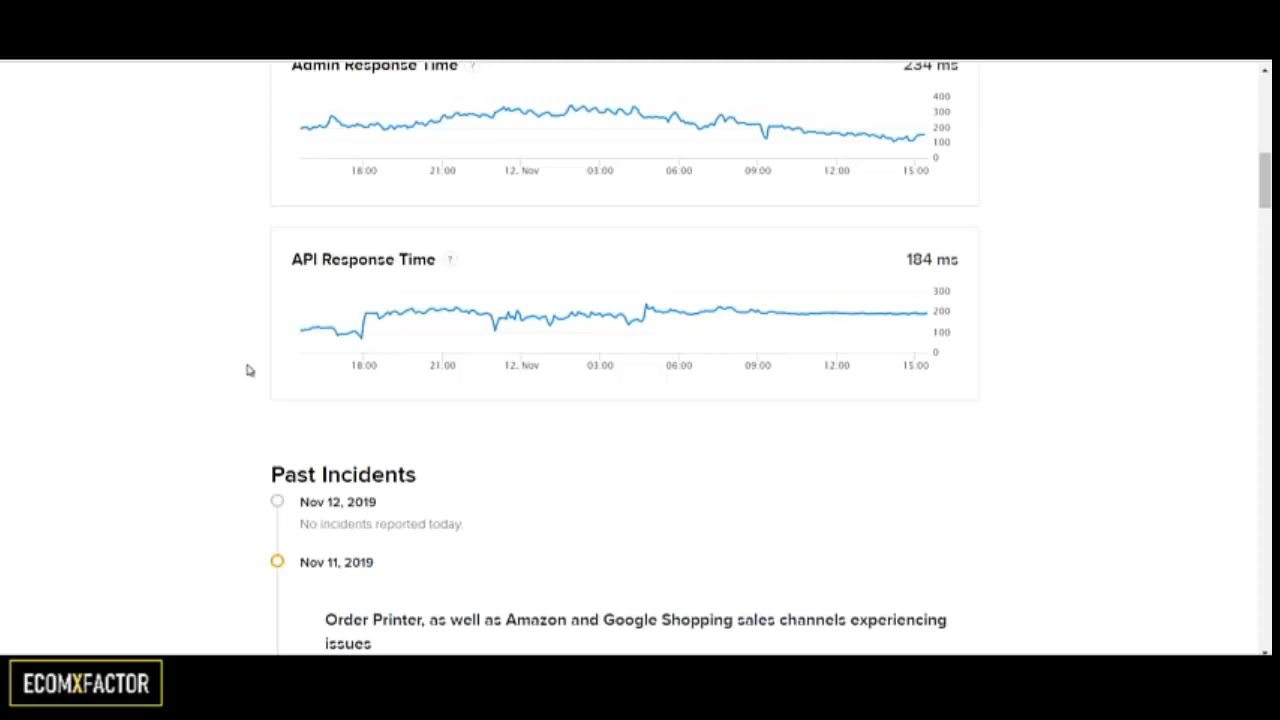 Admin Response Time ? 234 ms
400
300
200
100
0
18:00 21:00 12. Nov 03:00 06:00 09:00 12:00 15:00
API Response Time ? 184 ms
300
200
100
0
18:00 21:00 12. Nov 03:00 06:00 09:00 12:00 15:00
Past Incidents
Nov 12, 2019
No incidents reported today.
Nov 11, 2019
Order Printer, as well as Amazon and Google Shopping sales channels experiencing
issues
ECOMXFACTOR